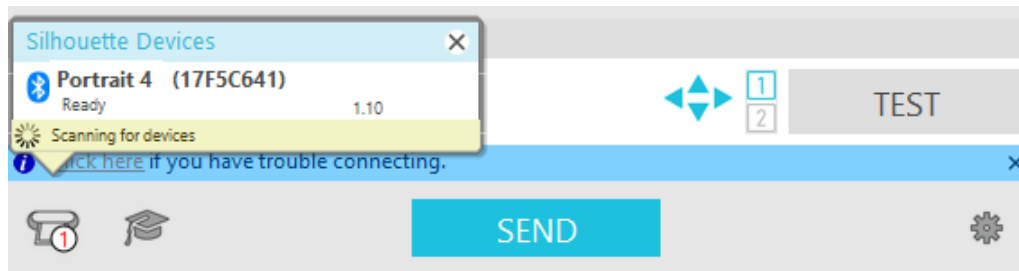 Silhouette Devices
Portrait 4 (17F5C641)
Ready 1.10
Scanning for devices
1
2
TEST
Click here if you have trouble connecting.
1
SEND